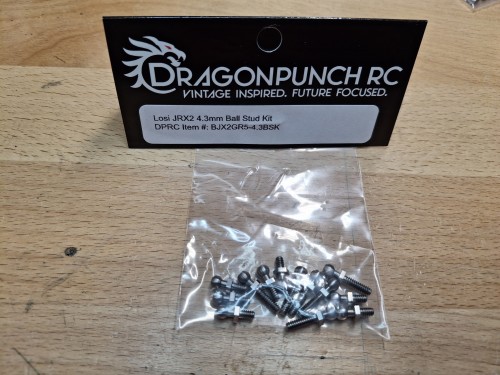 DRAGONPUNCH RC
VINTAGE INSPIRED. FUTURE FOCUSED.
Losi JRX2 4.3mm Ball Stud Kit
DPRC Item #: BJX2GR5-4.3BSK